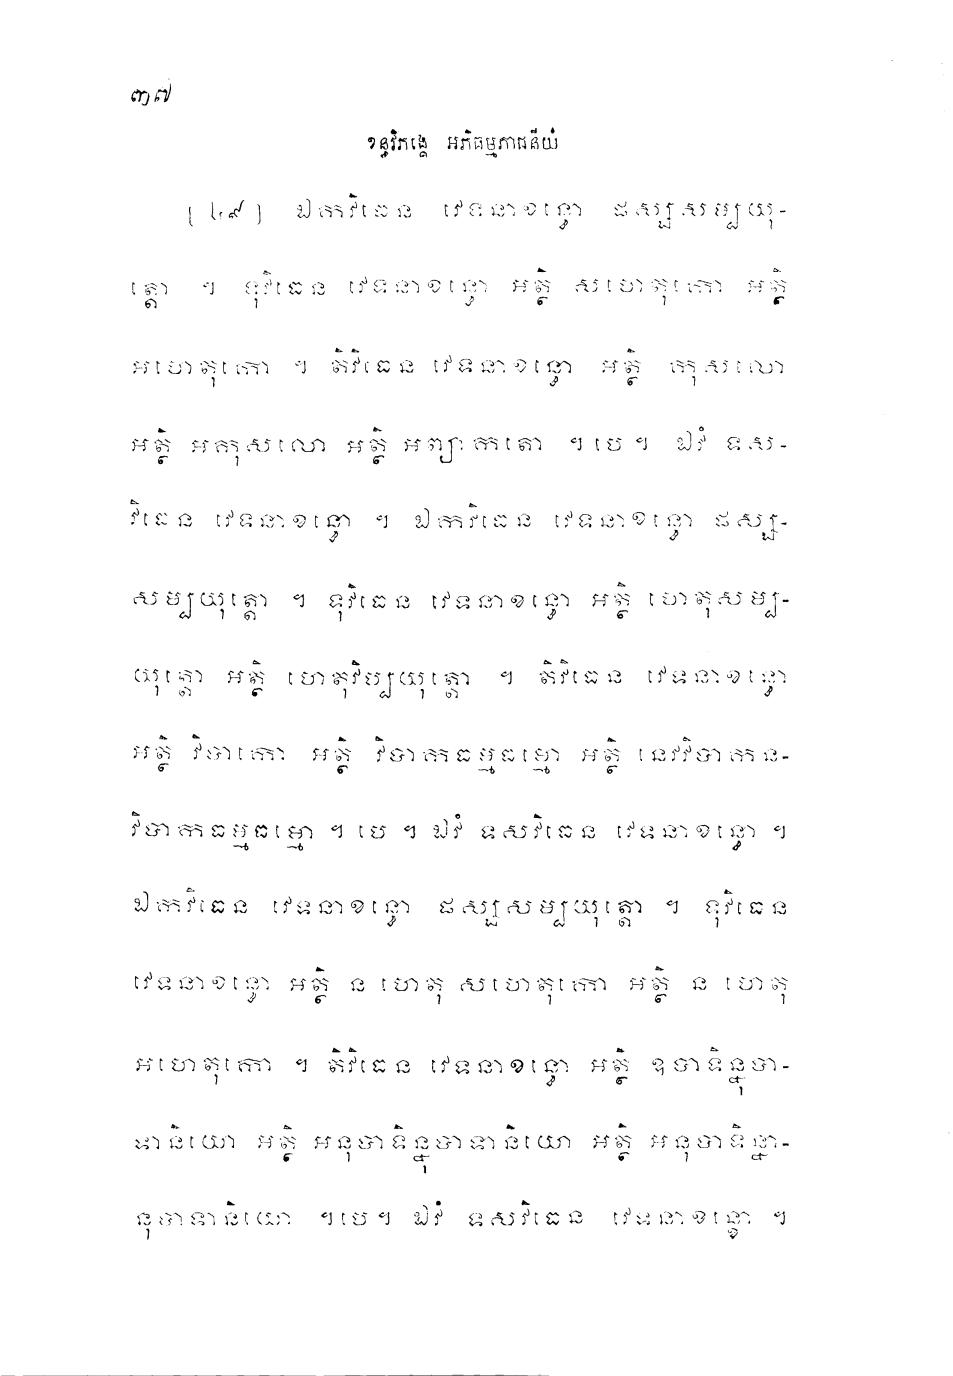 ៣៧
ខន្ធវិភង្គេ អភិធម្មភាជនីយំ
[៤៩] ឯកវិធេន វេទនាខន្ធោ ផស្សសម្បយុ-
ត្តោ ។ ទុវិធេន វេទនាខន្ធោ អត្ថិ សហេតុកោ អត្ថិ
អហេតុកោ ។ តិវិធេន វេទនាខន្ធោ អត្ថិ កុសលោ
អត្ថិ អកុសលោ អត្ថិ អព្យាកតោ ។បេ។ ឯវំ ទស-
វិធេន វេទនាខន្ធោ ។ ឯកវិធេន វេទនាខន្ធោ ផស្ស-
សម្បយុត្តោ ។ ទុវិធេន វេទនាខន្ធោ អត្ថិ ហេតុសម្ប-
យុត្តោ អត្ថិ ហេតុវិប្បយុត្តោ ។ តិវិធេន វេទនាខន្ធោ
អត្ថិ វិបាកោ អត្ថិ វិបាកធម្មធម្មោ អត្ថិ នេវវិបាកន-
វិបាកធម្មធម្មោ ។ បេ ។ ឯវំ ទសវិធេន វេទនាខន្ធោ ។
ឯកវិធេន វេទនាខន្ធោ ផស្សសម្បយុត្តោ ។ ទុវិធេន
វេទនាខន្ធោ អត្ថិ ន ហេតុ សហេតុកោ អត្ថិ ន ហេតុ
អហេតុកោ ។ តិវិធេន វេទនាខន្ធោ អត្ថិ ឧបាទិន្នុបា-
ទានិយោ អត្ថិ អនុបាទិន្នុបាទានិយោ អត្ថិ អនុបាទិន្នា-
នុបាទានិយោ ។បេ។ ឯវំ ទសវិធេន វេទនាខន្ធោ ។